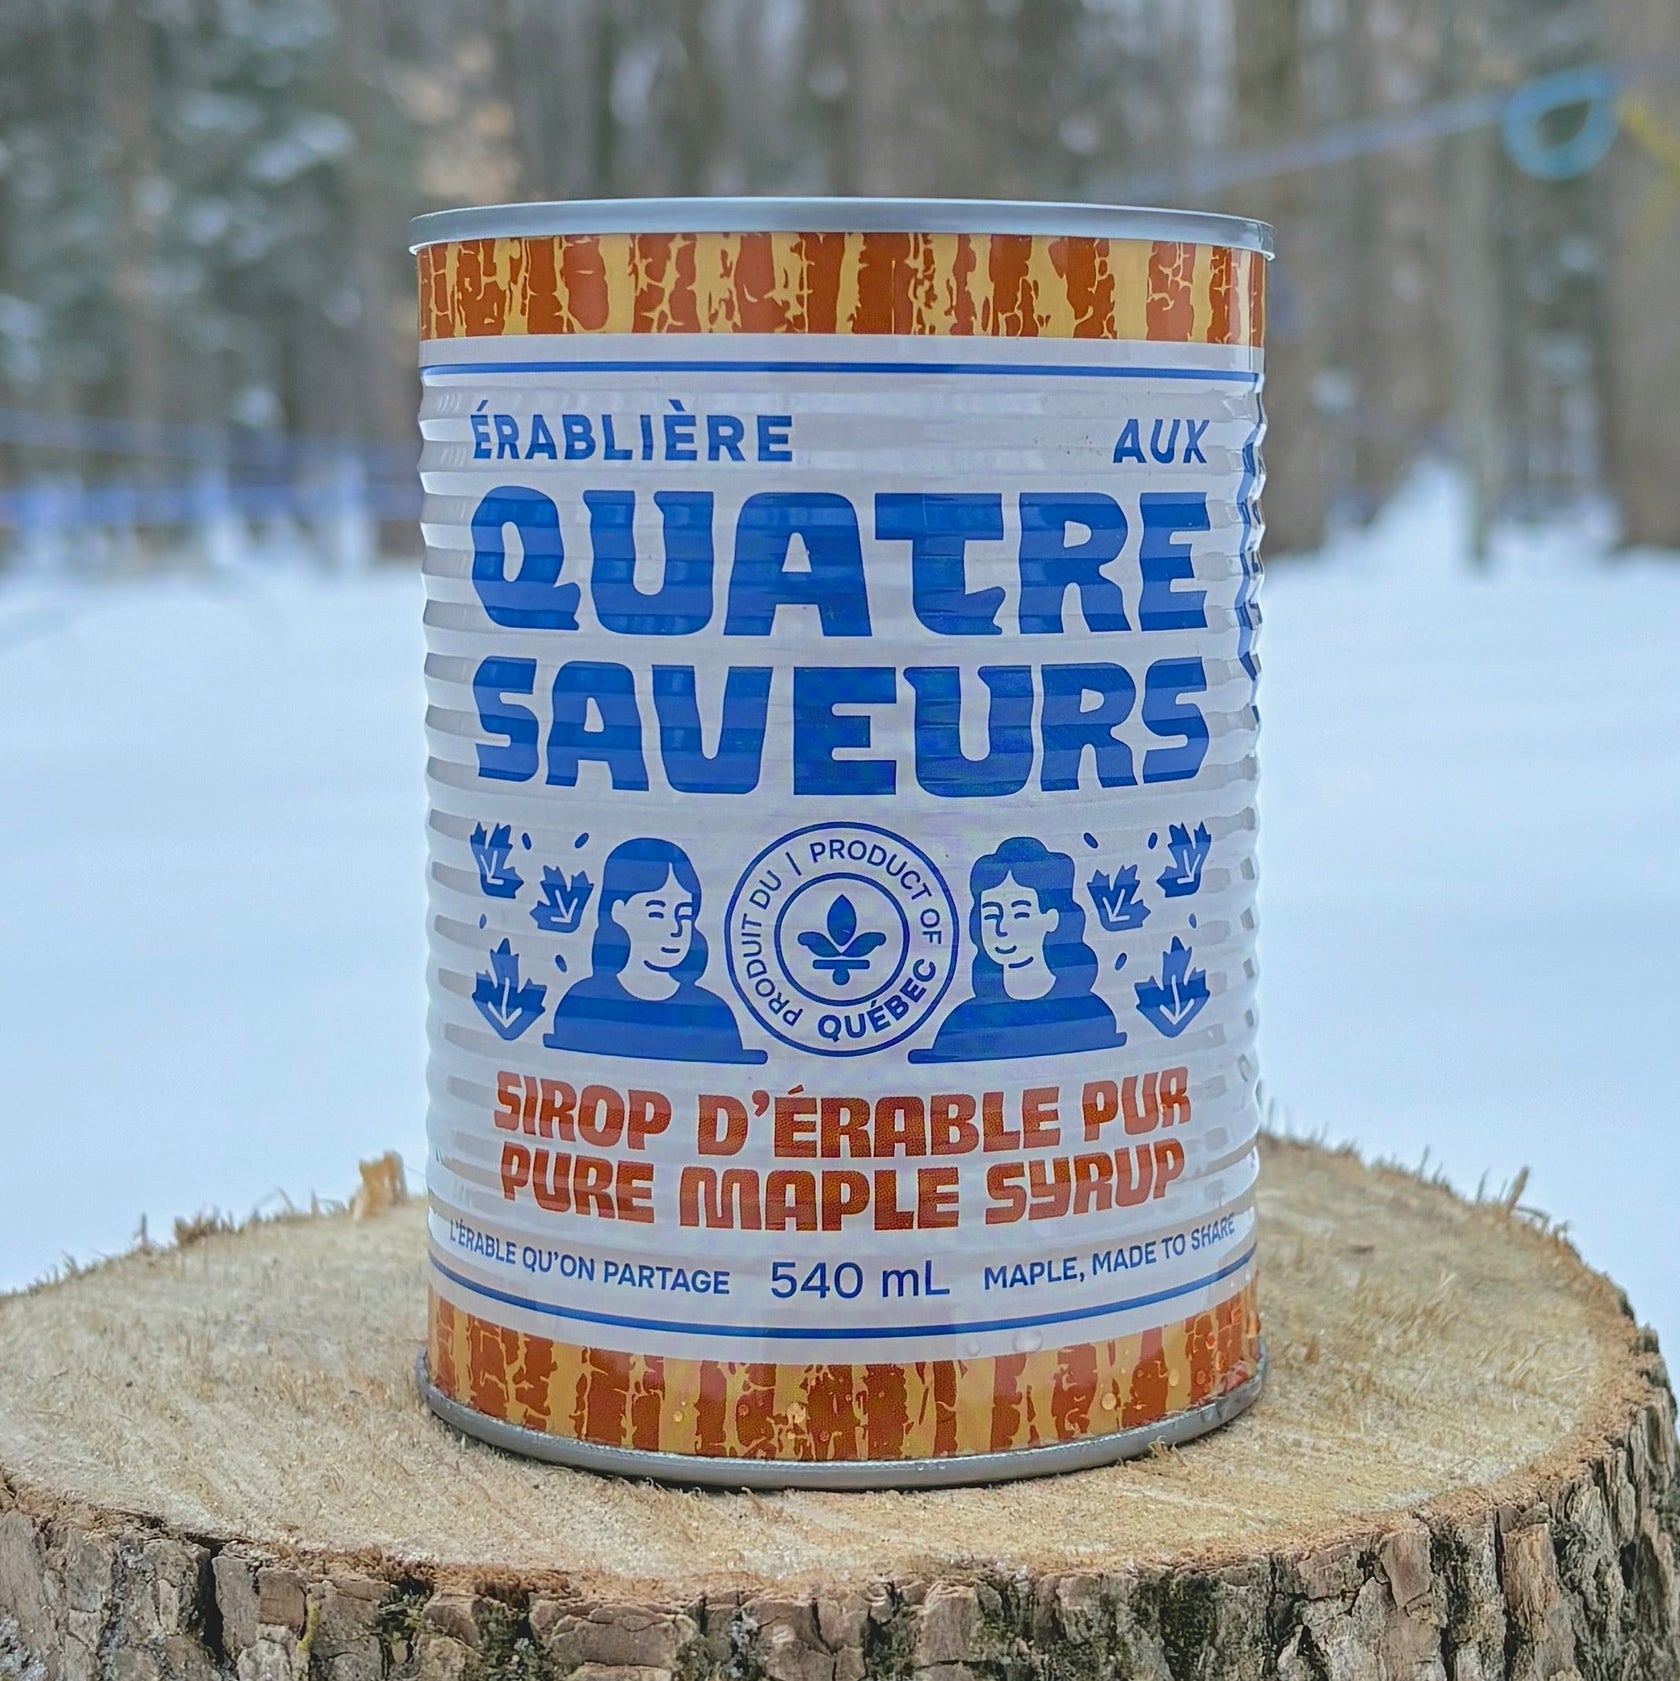 ÉRABLIÈRE AUX
QUATRE
SAVEURS
PRODUIT DU | PRODUCT OF
QUÉBEC
SIROP D'ÉRABLE PUR
PURE MAPLE SYRUP
L'ÉRABLE QU'ON PARTAGE 540 mL MAPLE, MADE TO SHARE